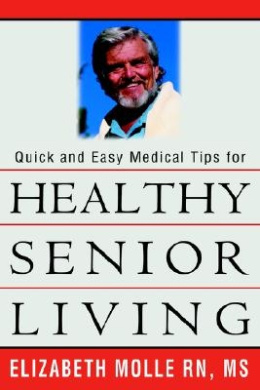 Quick and Easy Medical Tips for
HEALTHY
SENIOR
LIVING
ELIZABETH MOLLE RN, MS